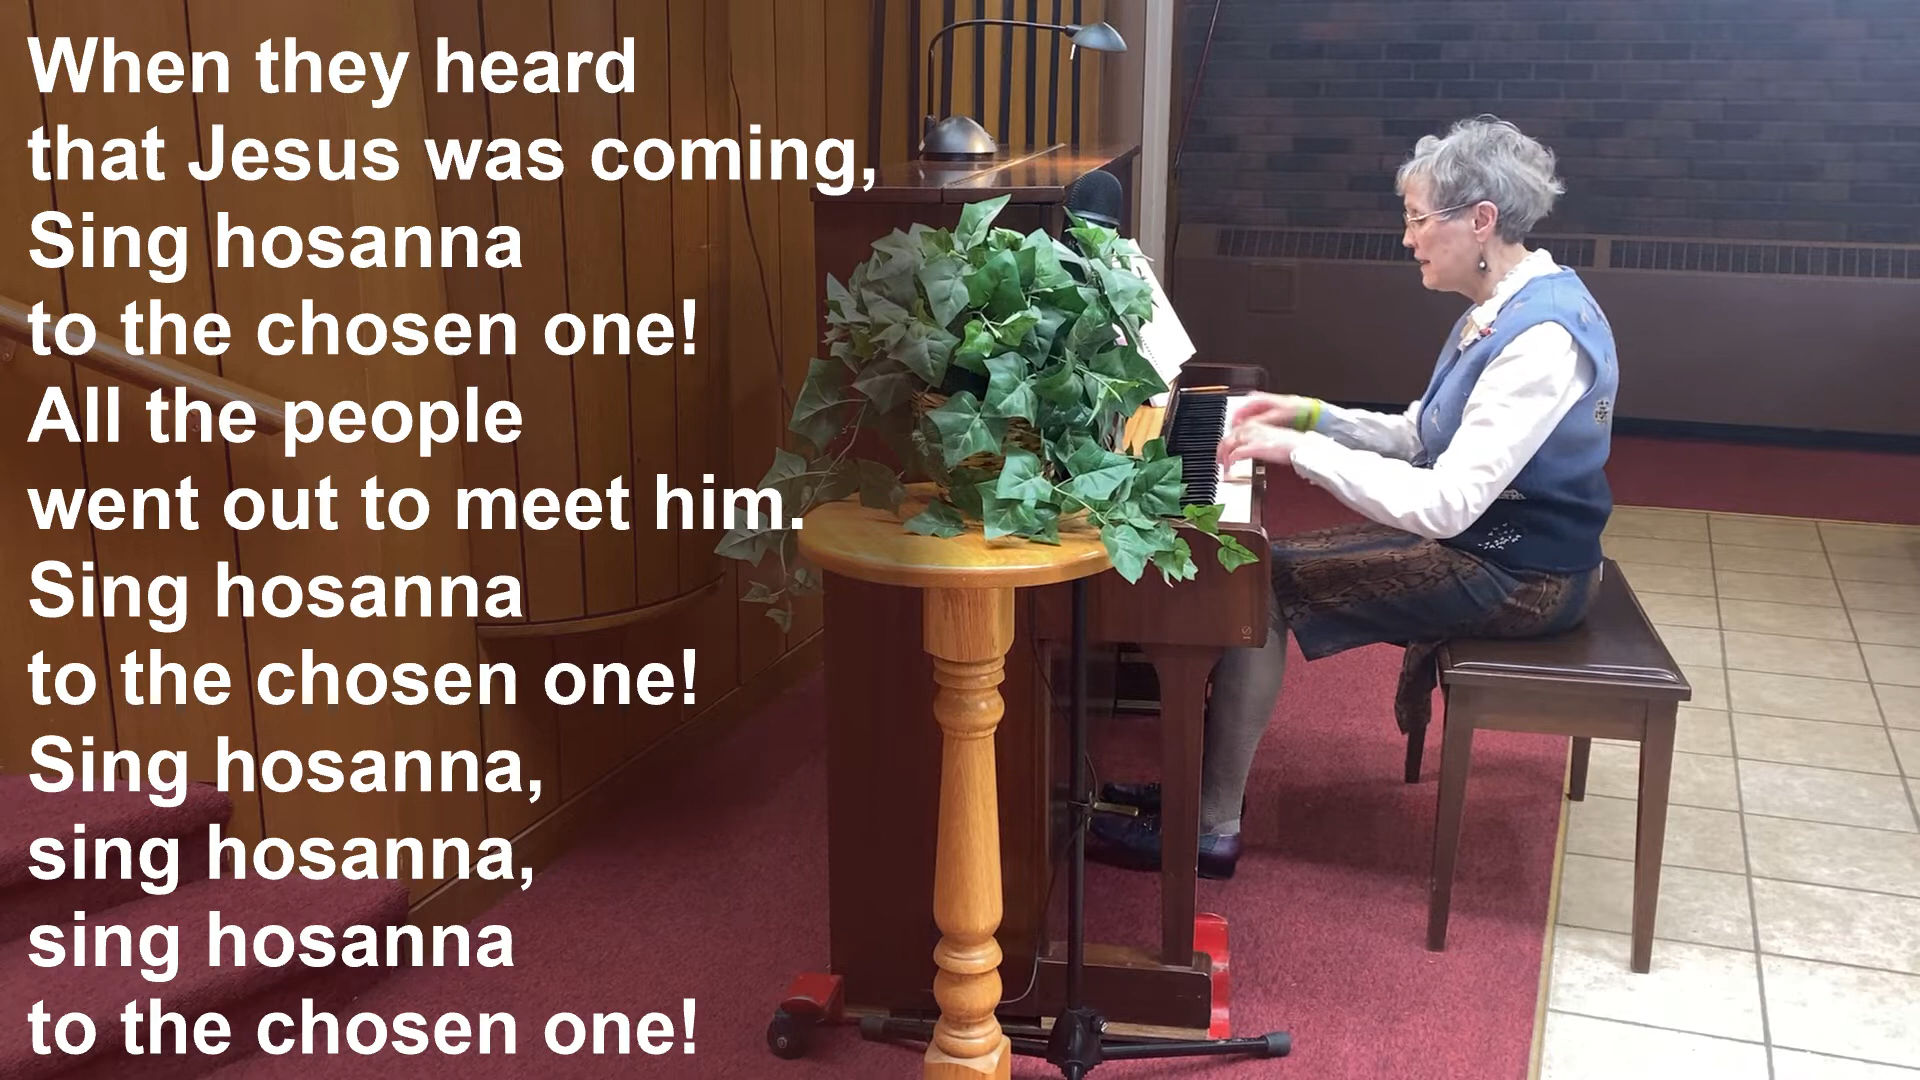 When they heard
that Jesus was coming,
Sing hosanna
to the chosen one!
All the people
went out to meet him.
Sing hosanna
to the chosen one!
Sing hosanna,
sing hosanna,
sing hosanna
to the chosen one!